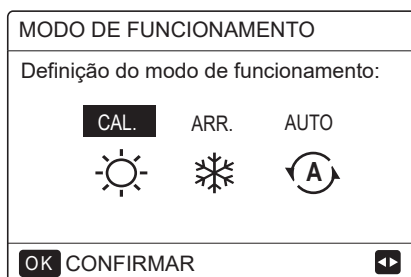 MODO DE FUNCIONAMENTO
Definição do modo de funcionamento:
CAL. ARR. AUTO
A
OK CONFIRMAR